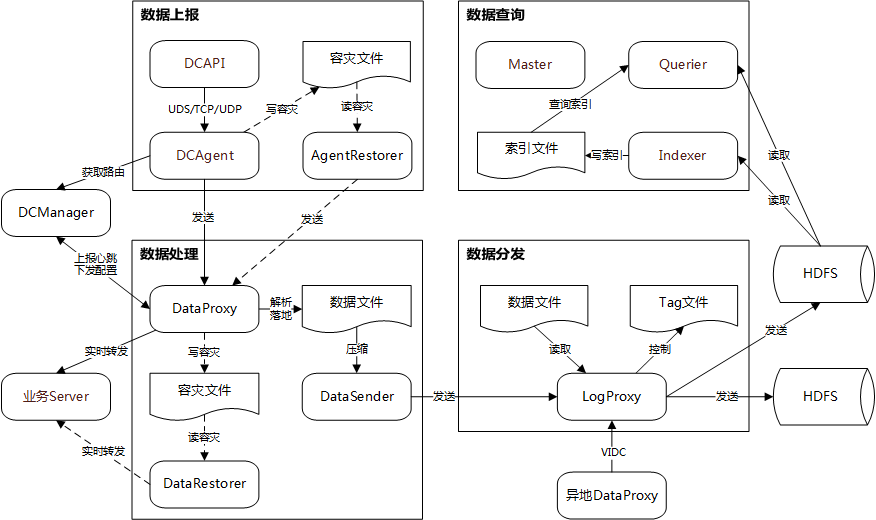 数据上报
DCAPI
容灾文件
UDS/TCP/UDP
写容灾
读容灾
DCAgent
AgentRestorer
获取路由
DCManager
发送
发送
上报心跳
下发配置
数据查询
Master
Querier
查询索引
索引文件
写索引
Indexer
读取
读取
HDFS
数据处理
DataProxy
解析
落地
数据文件
实时转发
写容灾
压缩
业务Server
容灾文件
DataSender
发送
读容灾
实时转发
DataRestorer
数据分发
数据文件
Tag文件
读取
控制
发送
LogProxy
发送
HDFS
VIDC
异地DataProxy